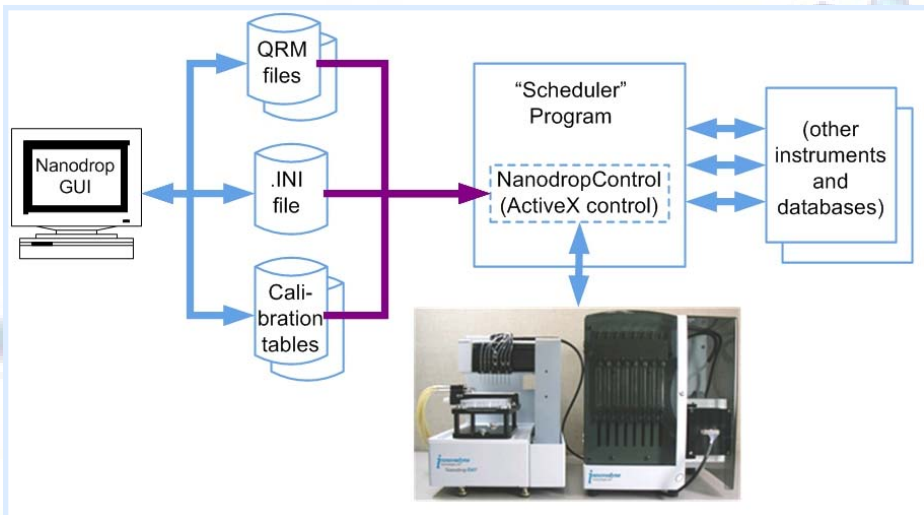 QRM
files
Nanodrop
GUI
.INI
file
Cali-
bration
tables
“Scheduler”
Program
NanodropControl
(ActiveX control)
(other
instruments
and
databases)